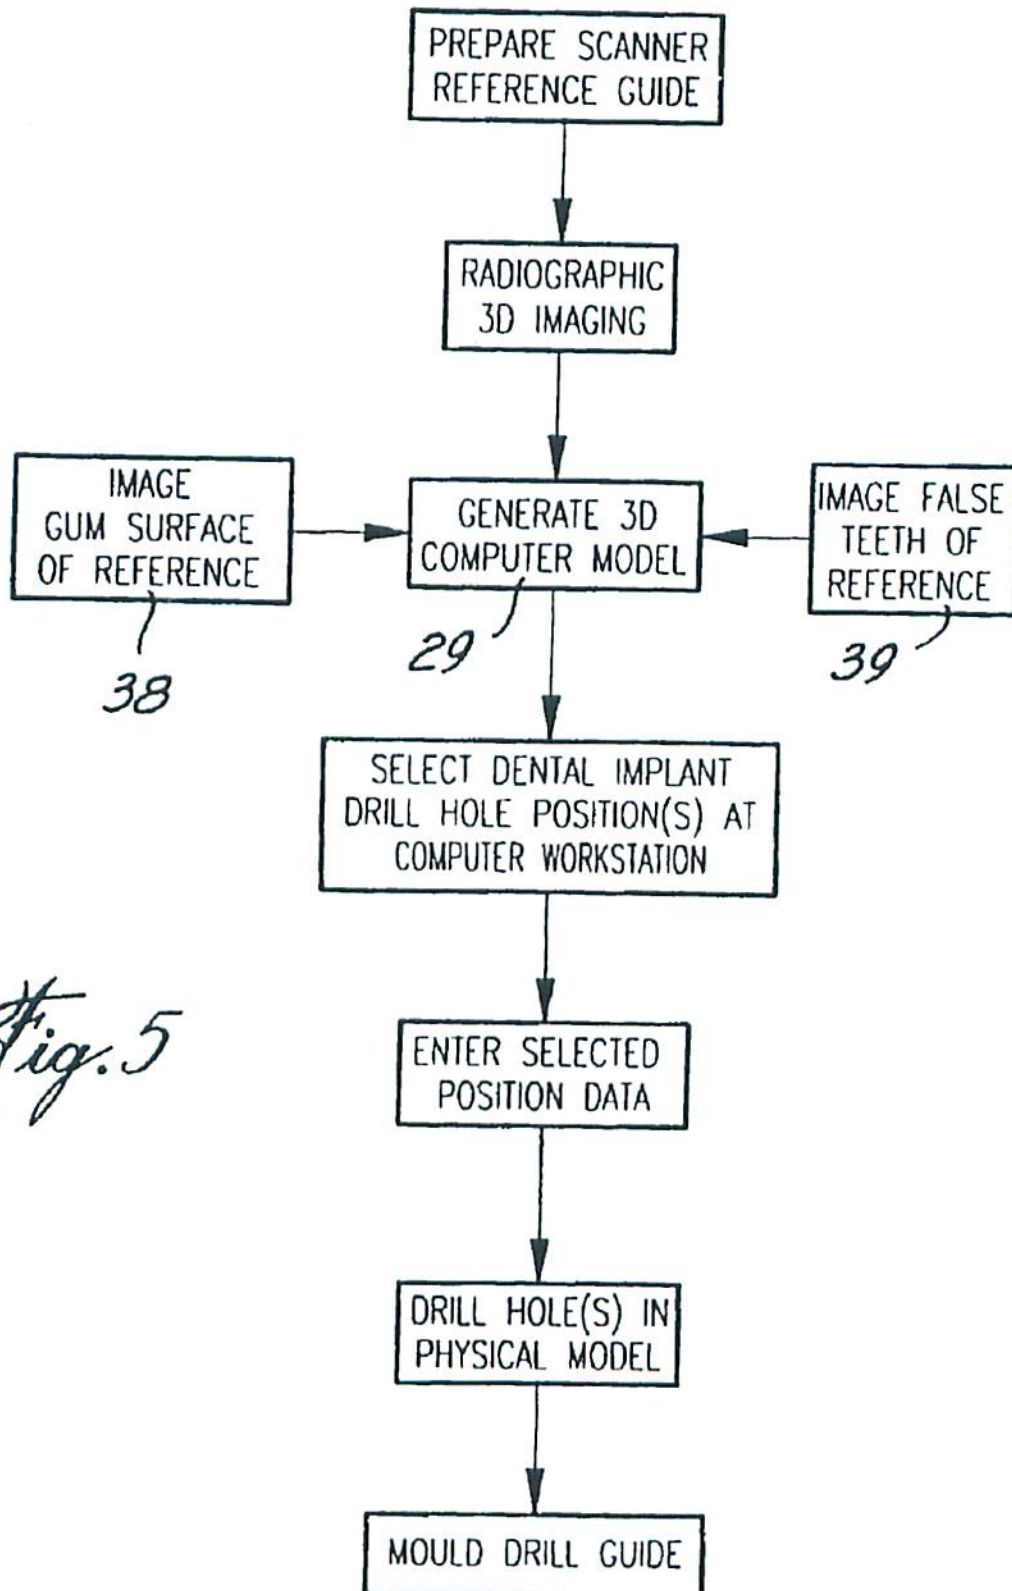 PREPARE SCANNER
REFERENCE GUIDE
RADIOGRAPHIC
3D IMAGING
IMAGE
GUM SURFACE
OF REFERENCE
38
GENERATE 3D
COMPUTER MODEL
29
IMAGE FALSE
TEETH OF
REFERENCE
39
SELECT DENTAL IMPLANT
DRILL HOLE POSITION(S) AT
COMPUTER WORKSTATION
Fig. 5
ENTER SELECTED
POSITION DATA
DRILL HOLE(S) IN
PHYSICAL MODEL
MOULD DRILL GUIDE